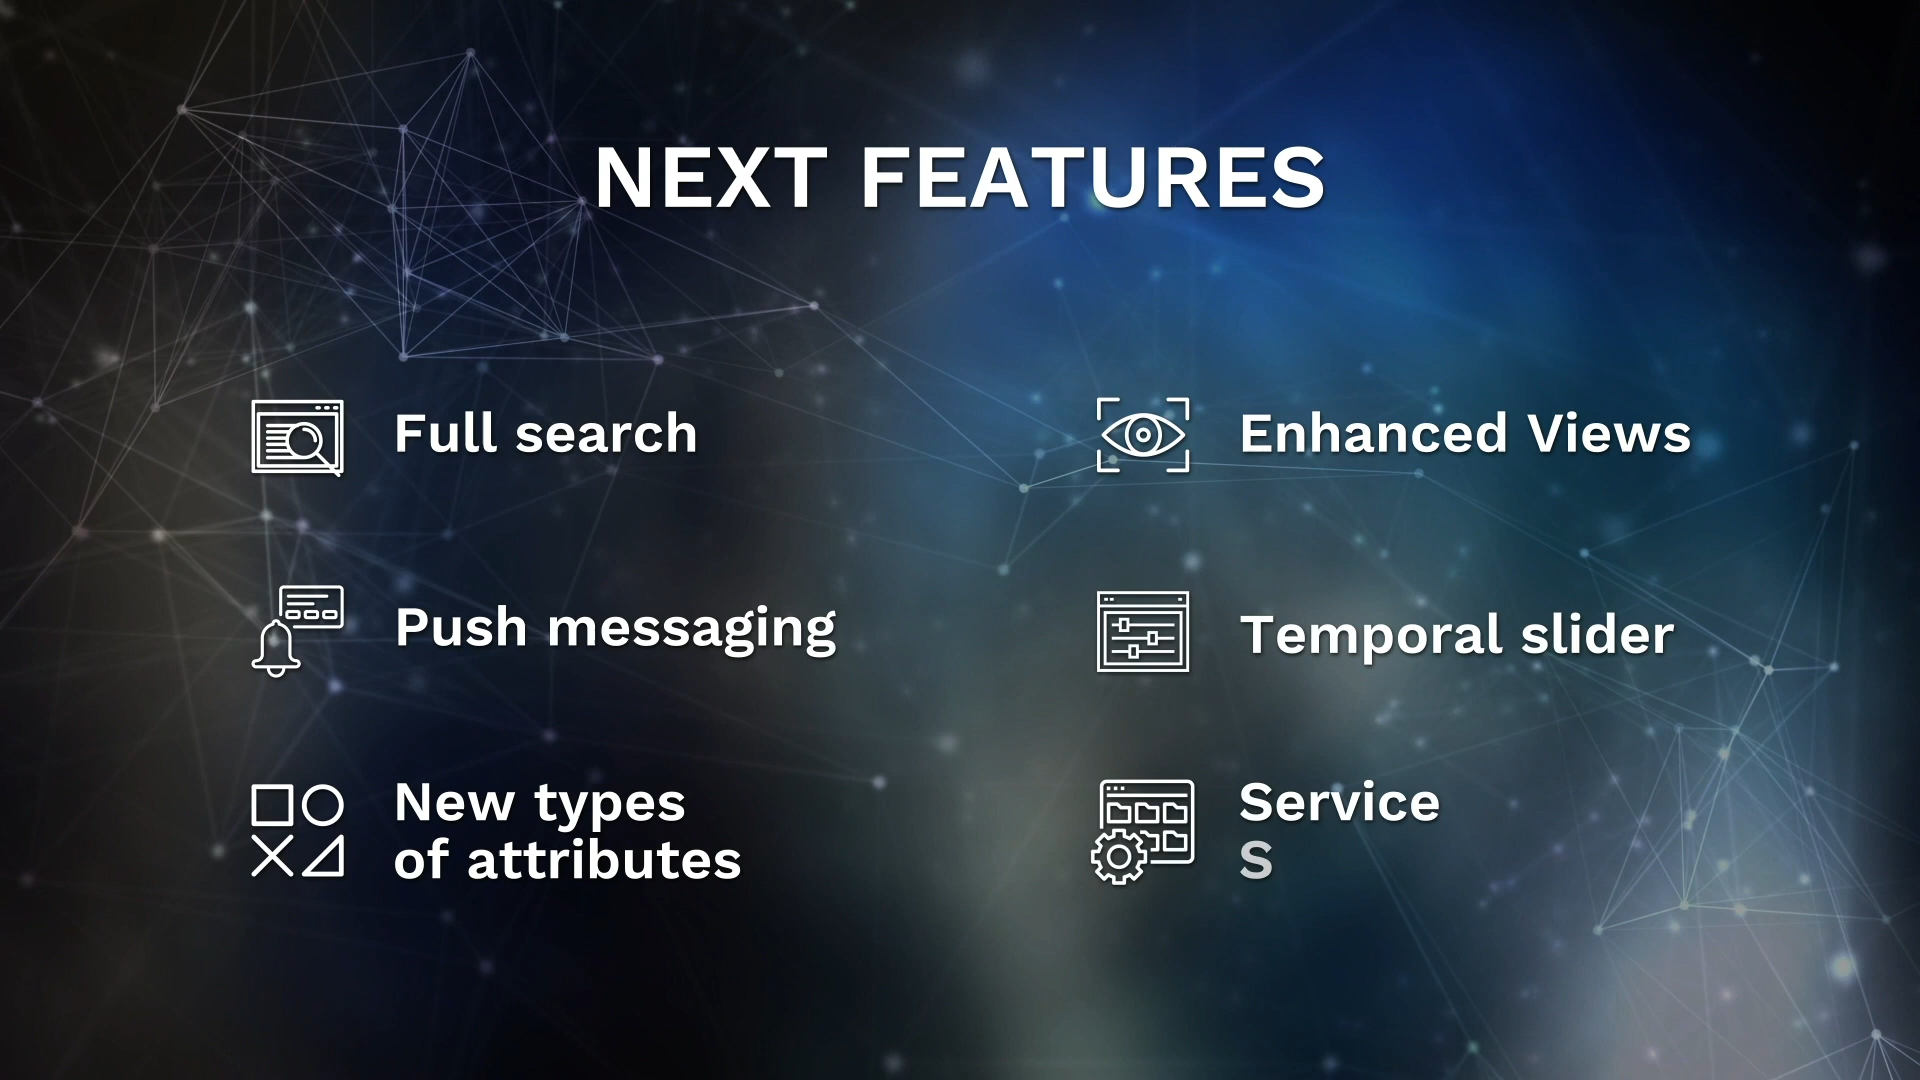 NEXT FEATURES
Full search
Enhanced Views
Push messaging
Temporal slider
New types
of attributes
Service
S